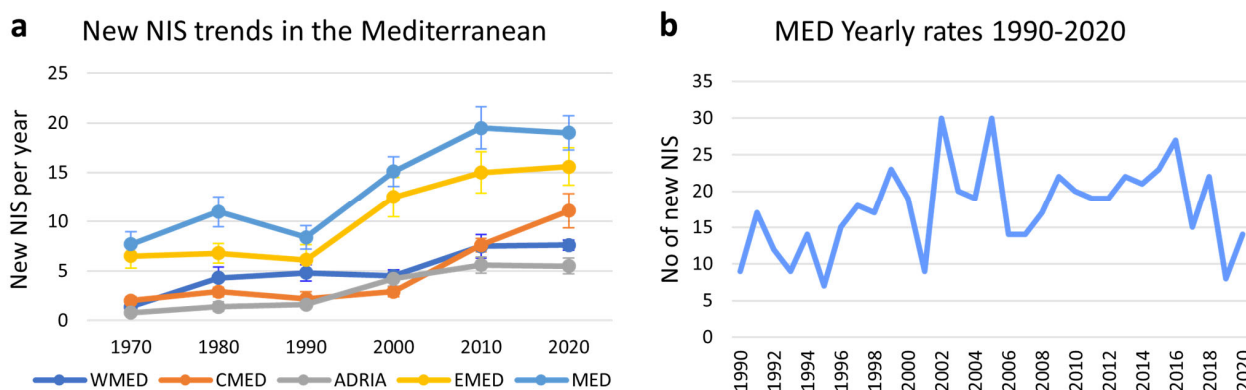 a New NIS trends in the Mediterranean
New NIS per year
25
20
15
10
5
0
1970 1980 1990 2000 2010 2020
WMED CMED ADRIA EMED MED
b MED Yearly rates 1990-2020
No of new NIS
35
30
25
20
15
10
5
0
1990 1992 1994 1996 1998 2000 2002 2004 2006 2008 2010 2012 2014 2016 2018 2020